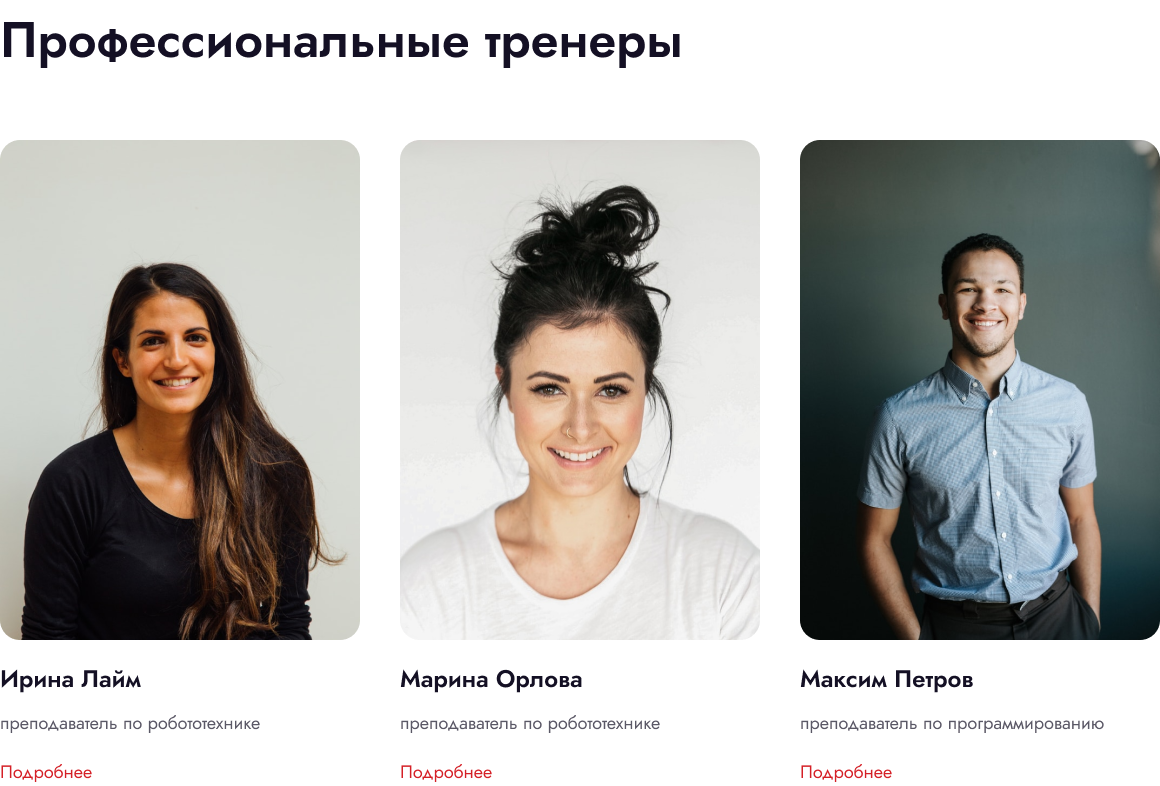 Профессиональные тренеры
Ирина Лайм
преподаватель по робототехнике
Подробнее
Марина Орлова
преподаватель по робототехнике
Подробнее
Максим Петров
преподаватель по программированию
Подробнее